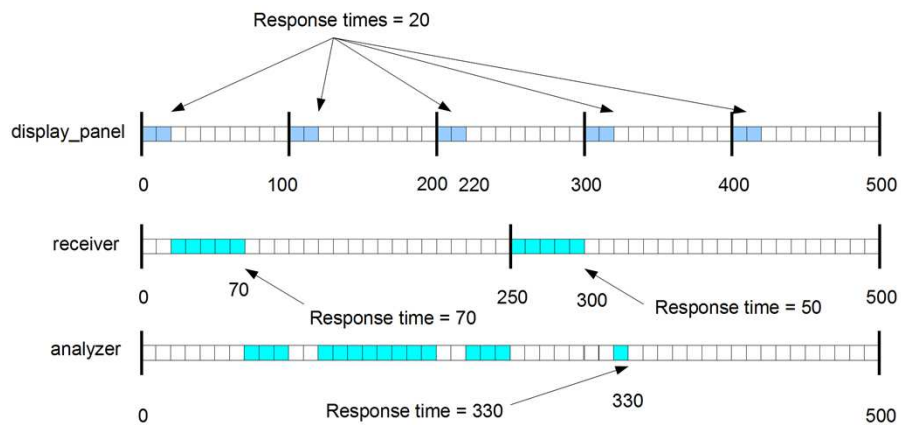 Response times = 20
display_panel
0 100 200 220 300 400 500
receiver
0 70 250 300 500
Response time = 70
Response time = 50
analyzer
0 330 500
Response time = 330